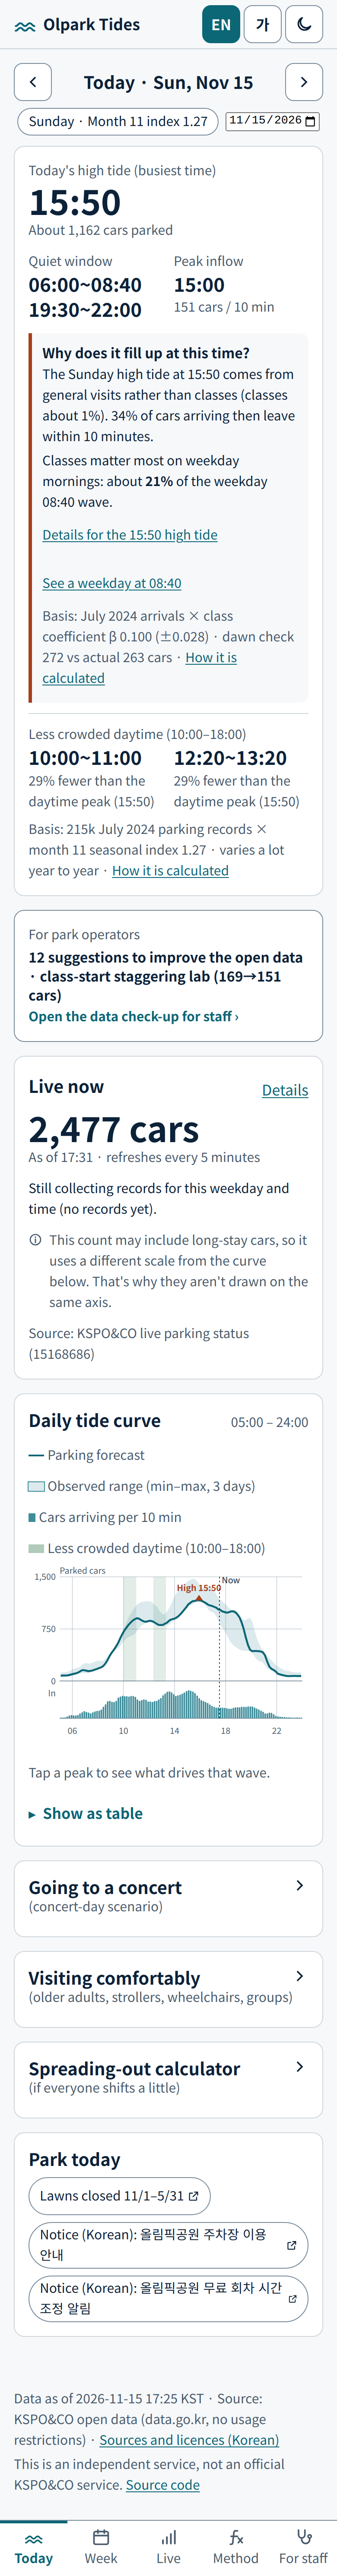 Olpark Tides
EN
가
Today · Sun, Nov 15
Sunday · Month 11 index 1.27
11/15/2026
Today's high tide (busiest time)
15:50
About 1,162 cars parked
Quiet window
06:00~08:40
19:30~22:00
Peak inflow
15:00
151 cars / 10 min
Why does it fill up at this time?
The Sunday high tide at 15:50 comes from
general visits rather than classes (classes
about 1%). 34% of cars arriving then leave
within 10 minutes.
Classes matter most on weekday
mornings: about 21% of the weekday
08:40 wave.
Details for the 15:50 high tide
See a weekday at 08:40
Basis: July 2024 arrivals × class
coefficient β 0.100 (±0.028) · dawn check
272 vs actual 263 cars · How it is
calculated
Less crowded daytime (10:00–18:00)
10:00~11:00
29% fewer than the
daytime peak (15:50)
12:20~13:20
29% fewer than the
daytime peak (15:50)
Basis: 215k July 2024 parking records ×
month 11 seasonal index 1.27 · varies a lot
year to year · How it is calculated
For park operators
12 suggestions to improve the open data
· class-start staggering lab (169→151
cars)
Open the data check-up for staff ›
Live now
Details
2,477 cars
As of 17:31 · refreshes every 5 minutes
Still collecting records for this weekday and
time (no records yet).
This count may include long-stay cars, so it
uses a different scale from the curve
below. That's why they aren't drawn on the
same axis.
Source: KSPO&CO live parking status
(15168686)
Daily tide curve
05:00 – 24:00
Parking forecast
Observed range (min–max, 3 days)
Cars arriving per 10 min
Less crowded daytime (10:00–18:00)
Parked cars
1,500
Now
High 15:50
750
0
In
06 10 14 18 22
Tap a peak to see what drives that wave.
▸ Show as table
Going to a concert
(concert-day scenario)
Visiting comfortably
(older adults, strollers, wheelchairs, groups)
Spreading-out calculator
(if everyone shifts a little)
Park today
Lawns closed 11/1–5/31
Notice (Korean): 올림픽공원 주차장 이용
안내
Notice (Korean): 올림픽공원 무료 회차 시간
조정 알림
Data as of 2026-11-15 17:25 KST · Source:
KSPO&CO open data (data.go.kr, no usage
restrictions) · Sources and licences (Korean)
This is an independent service, not an official
KSPO&CO service. Source code
Today
Week
Live
Method
For staff